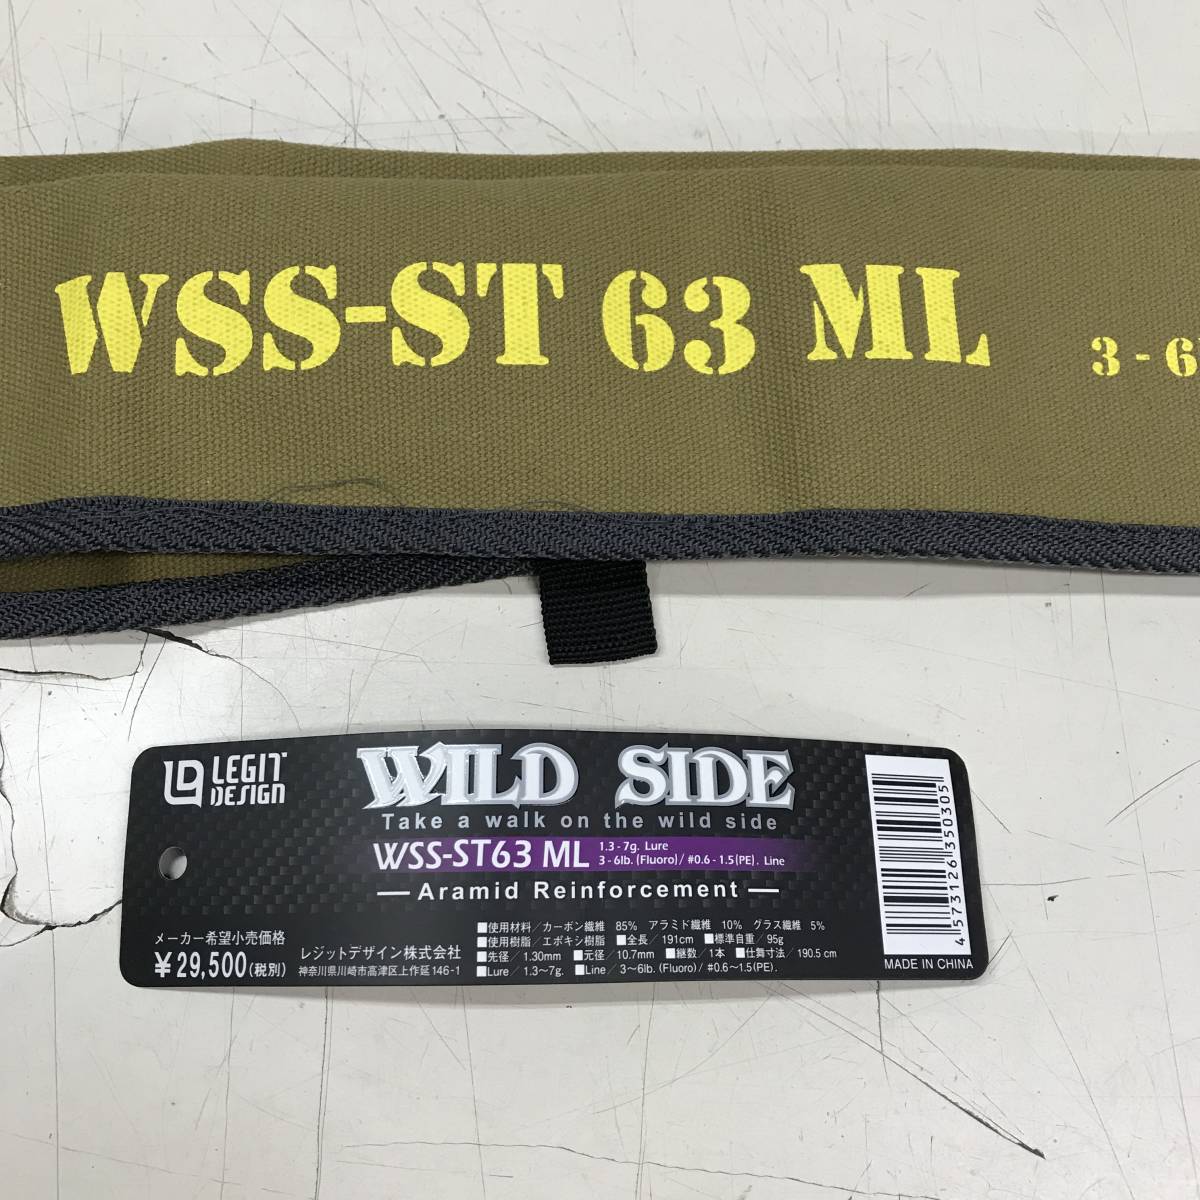 WSS-ST 63 ML
3 - 6
LEGIT DESIGN
WILD SIDE
Take a walk on the wild side
WSS-ST63 ML
1.3 - 7g. Lure
3 - 6lb. (Fluoro) / #0.6 - 1.5(PE). Line
Aramid Reinforcement
メーカー希望小売価格
¥29,500(税別)
レジットデザイン株式会社
神奈川県川崎市高津区上作延146-1
■使用材料/カーボン繊維 85% アラミド繊維 10% グラス繊維 5%
■使用樹脂/エポキシ樹脂 ■全長/191cm ■標準自重/95g
■先径/1.30mm ■元径/10.7mm ■継数/1本 ■仕舞寸法/190.5cm
■Lure/1.3~7g. ■Line/3~6lb. (Fluoro)/ #0.6~1.5(PE).
4573126350305
MADE IN CHINA